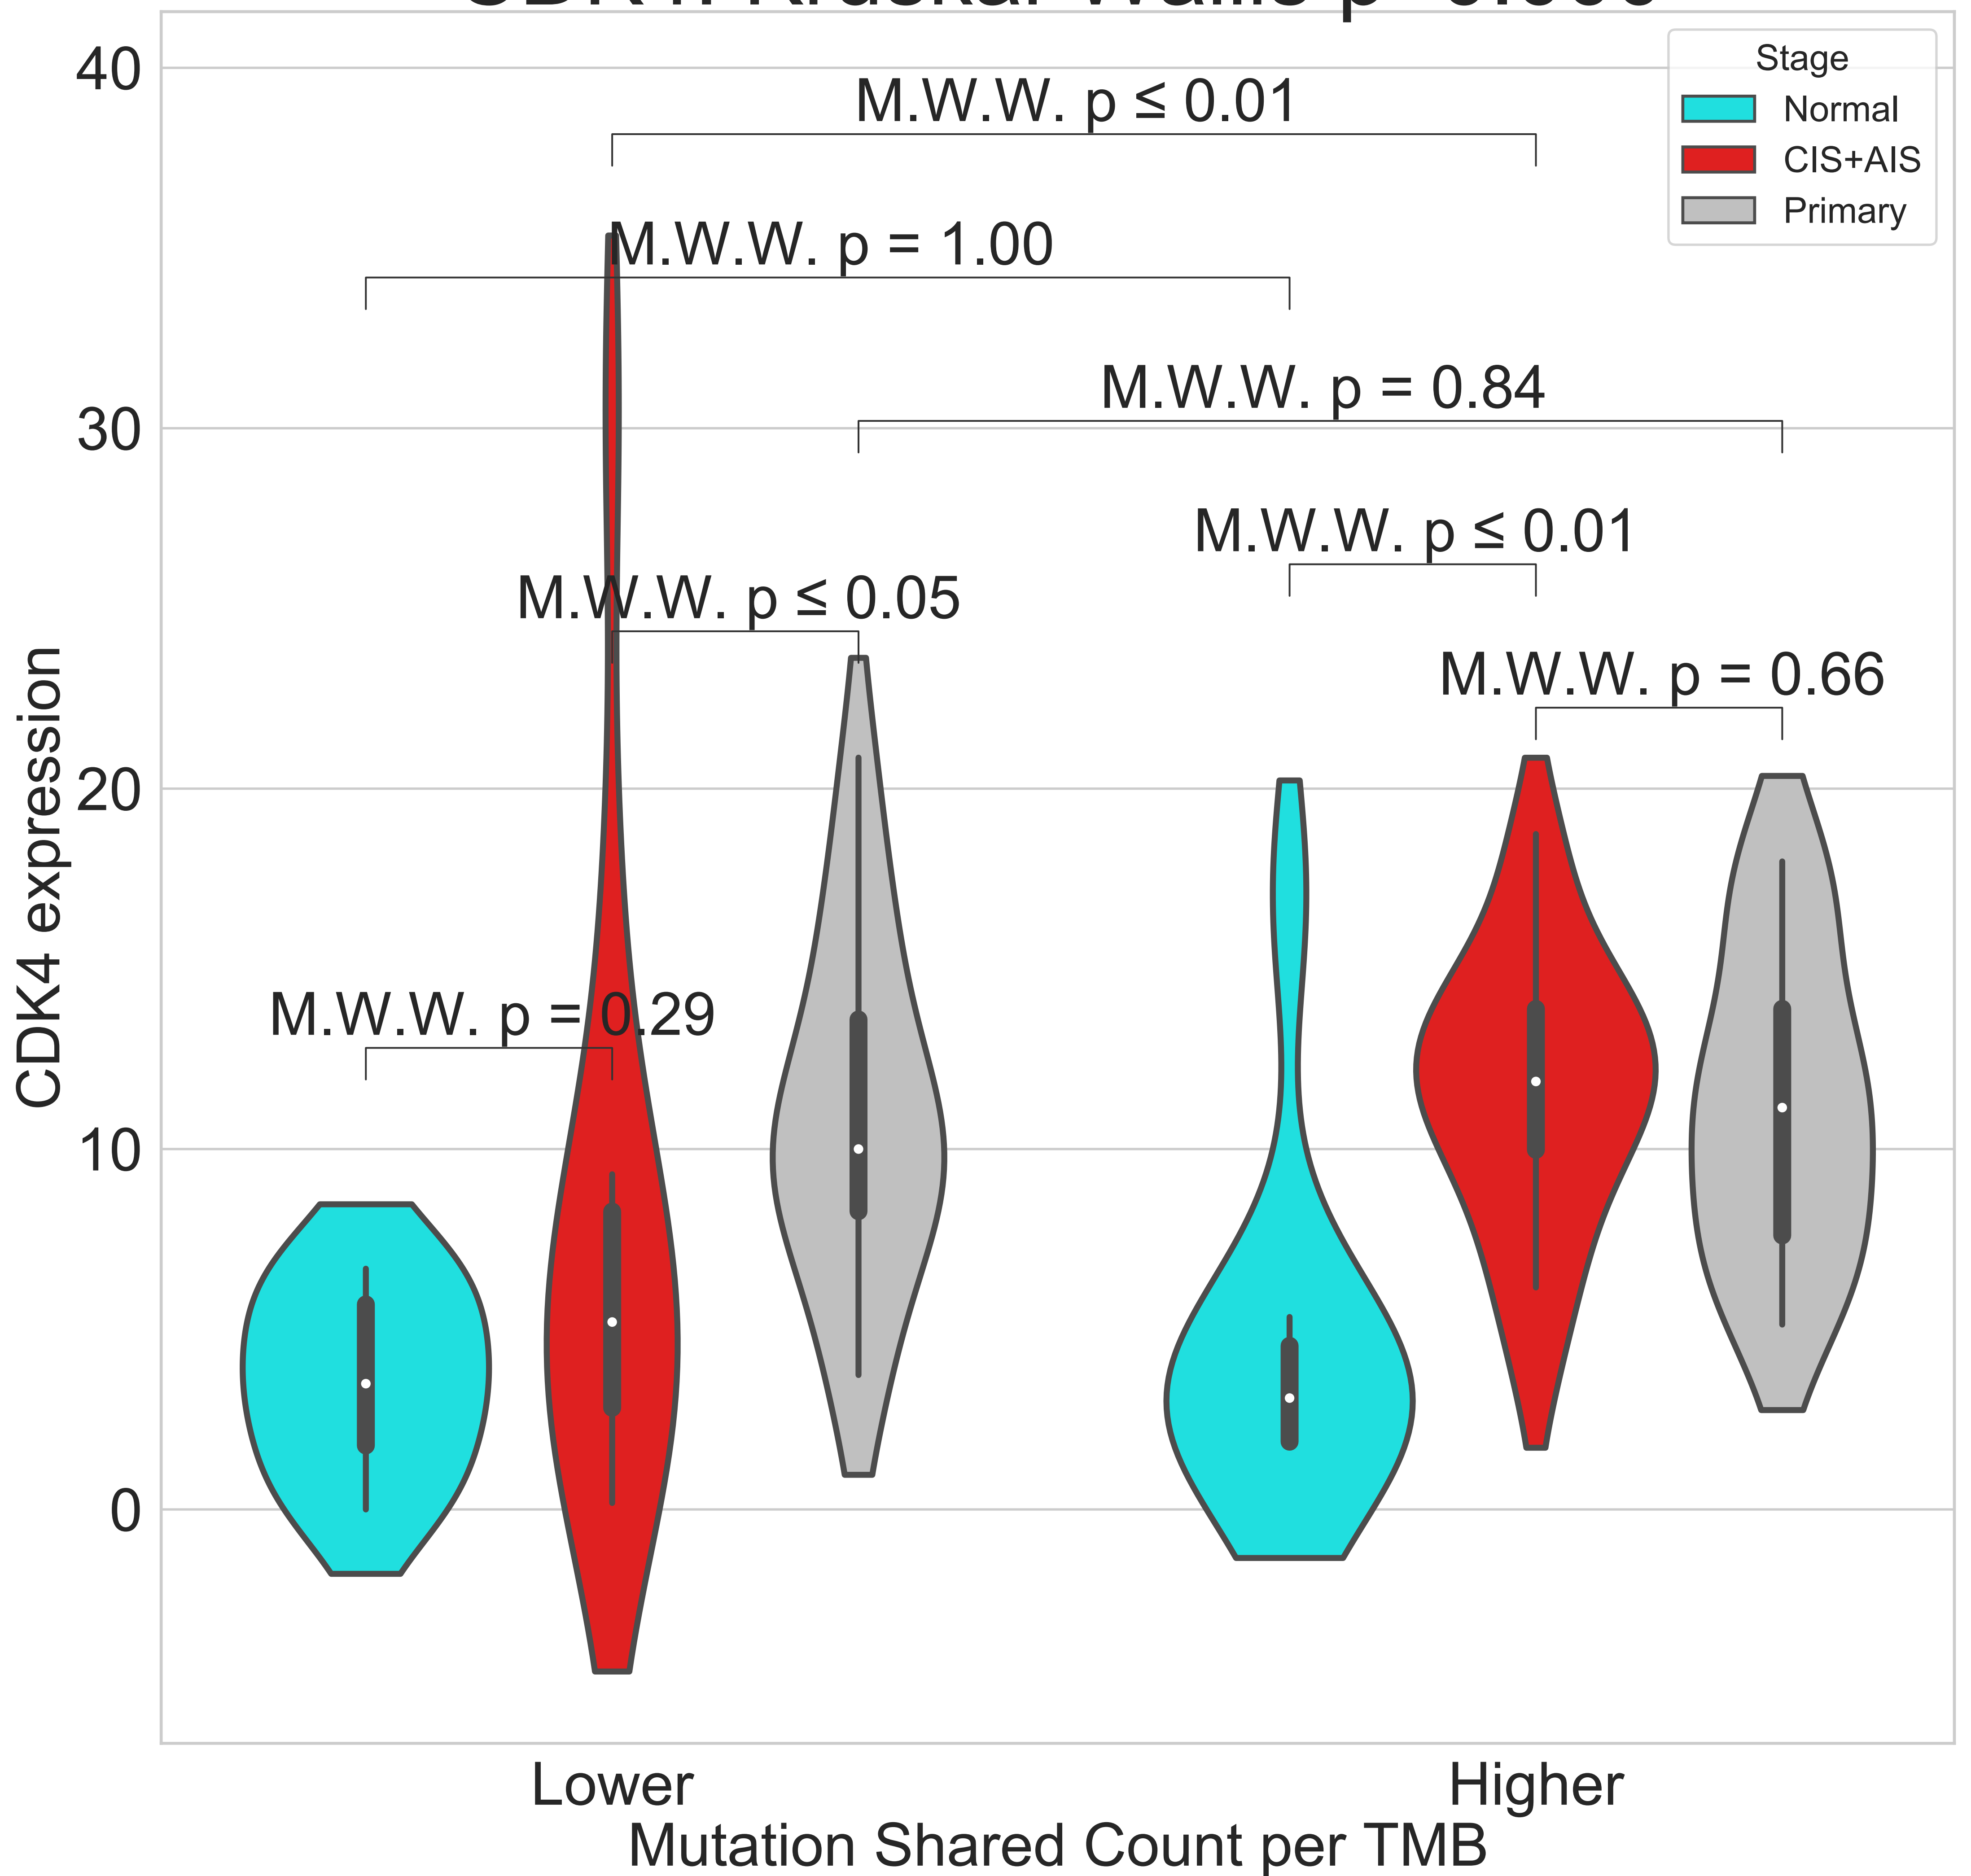 40
30
20
10
0
CDK4 expression
Stage
Normal
CIS+AIS
Primary
M.W.W. p ≤ 0.01
M.W.W. p = 1.00
M.W.W. p = 0.84
M.W.W. p ≤ 0.01
M.W.W. p ≤ 0.05
M.W.W. p = 0.66
M.W.W. p = 0.29
Lower
Higher
Mutation Shared Count per TMB